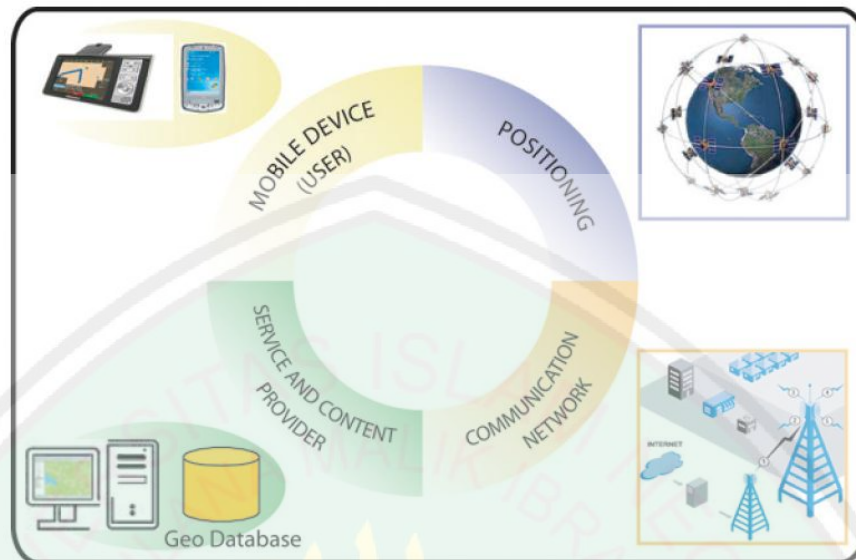 MOBILE DEVICE
(USER)
POSITIONING
SERVICE AND CONTENT
PROVIDER
COMMUNICATION
NETWORK
INTERNET
Geo Database